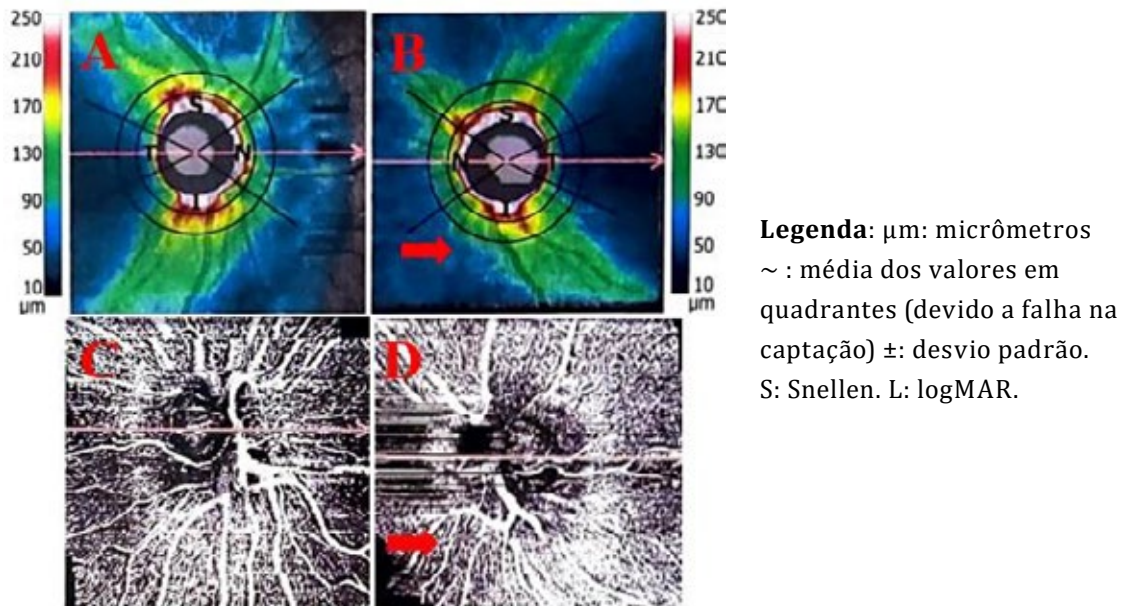 250
210
170
130
90
50
10
μm
A
S
T
N
I
B
S
N
T
I
25C
21C
17C
13C
90
50
10
μm
C
D
Legenda: μm: micrômetros
~ : média dos valores em
quadrantes (devido a falha na
captação) ±: desvio padrão.
S: Snellen. L: logMAR.